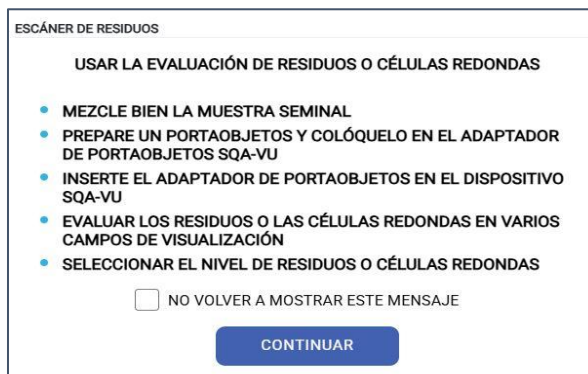 ESCÁNER DE RESIDUOS
USAR LA EVALUACIÓN DE RESIDUOS O CÉLULAS REDONDAS
• MEZCLE BIEN LA MUESTRA SEMINAL
• PREPARE UN PORTAOBJETOS Y COLÓQUELO EN EL ADAPTADOR
DE PORTAOBJETOS SQA-VU
• INSERTE EL ADAPTADOR DE PORTAOBJETOS EN EL DISPOSITIVO
SQA-VU
• EVALUAR LOS RESIDUOS O LAS CÉLULAS REDONDAS EN VARIOS
CAMPOS DE VISUALIZACIÓN
• SELECCIONAR EL NIVEL DE RESIDUOS O CÉLULAS REDONDAS
NO VOLVER A MOSTRAR ESTE MENSAJE
CONTINUAR